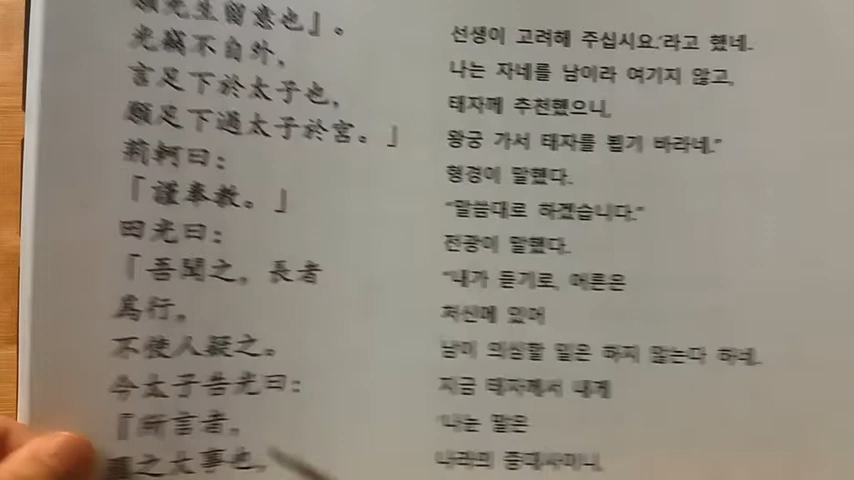 願先生留意也』。
光竊不自外，
言足下於太子也，
願足下過太子於宮。」
荊軻曰：
「謹奉教。」
田光曰：
「吾聞之，長者
爲行，
不使人疑之。
今太子告光曰：
『所言者，
國之大事也，
선생이 고려해 주십시요.'라고 했네.
나는 자네를 남이라 여기지 않고,
태자께 추천했으니,
왕궁 가서 태자를 뵙기 바라네."
형경이 말했다.
"말씀대로 하겠습니다."
전광이 말했다.
"내가 듣기로, 어른은
처신에 있어
남이 의심할 일은 하지 않는다 하네.
지금 태자께서 내게
'나눈 말은
나라의 중대사이니,